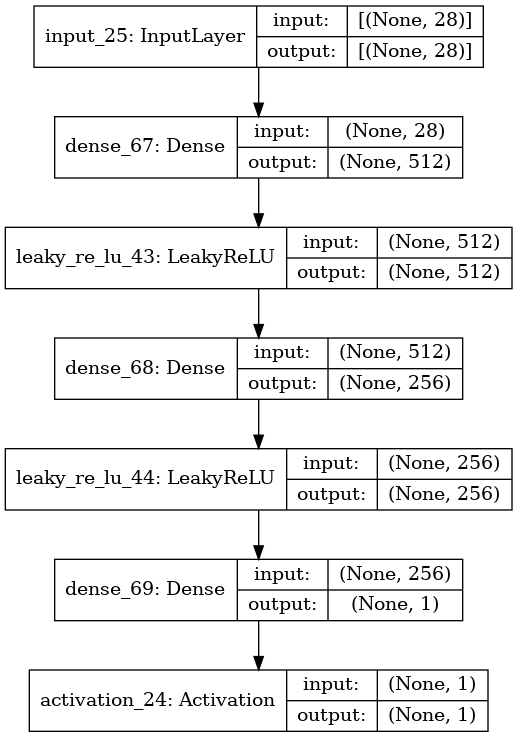 input_25: InputLayer
input: [(None, 28)]
output: [(None, 28)]
dense_67: Dense
input: (None, 28)
output: (None, 512)
leaky_re_lu_43: LeakyReLU
input: (None, 512)
output: (None, 512)
dense_68: Dense
input: (None, 512)
output: (None, 256)
leaky_re_lu_44: LeakyReLU
input: (None, 256)
output: (None, 256)
dense_69: Dense
input: (None, 256)
output: (None, 1)
activation_24: Activation
input: (None, 1)
output: (None, 1)